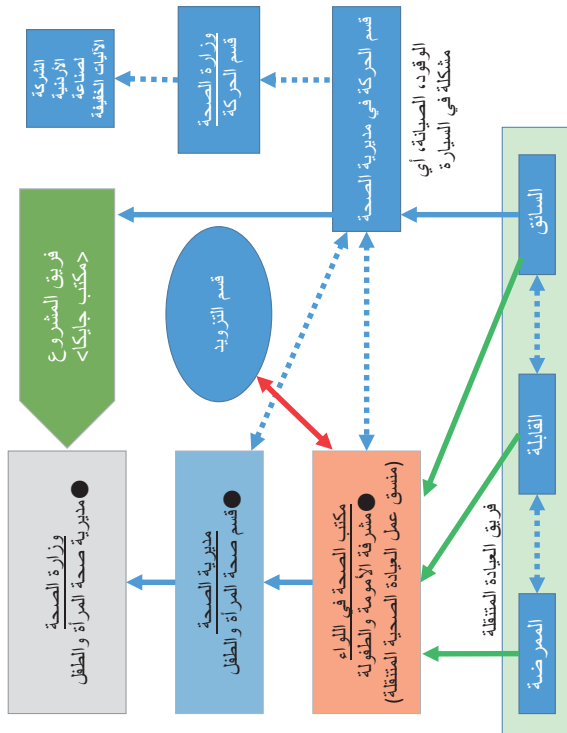 وزارة الصحة
●مديرية صحة المرأة والطفل
فريق المشروع
<مكتب جايكا>
الشركة
الأردنية
لصناعة
الآليات الخفيفة
وزارة الصحة
قسم الحركة
مديرية الصحة
●قسم صحة المرأة والطفل
قسم التزويد
قسم الحركة في مديرية الصحة
الوقود، الصيانة، أي
مشكلة في السيارة
مكتب الصحة في اللواء
●مشرفة الأمومة والطفولة
(منسق عمل العيادة الصحية المتنقلة)
فريق العيادة المتنقلة
السائق
القابلة
الممرضة